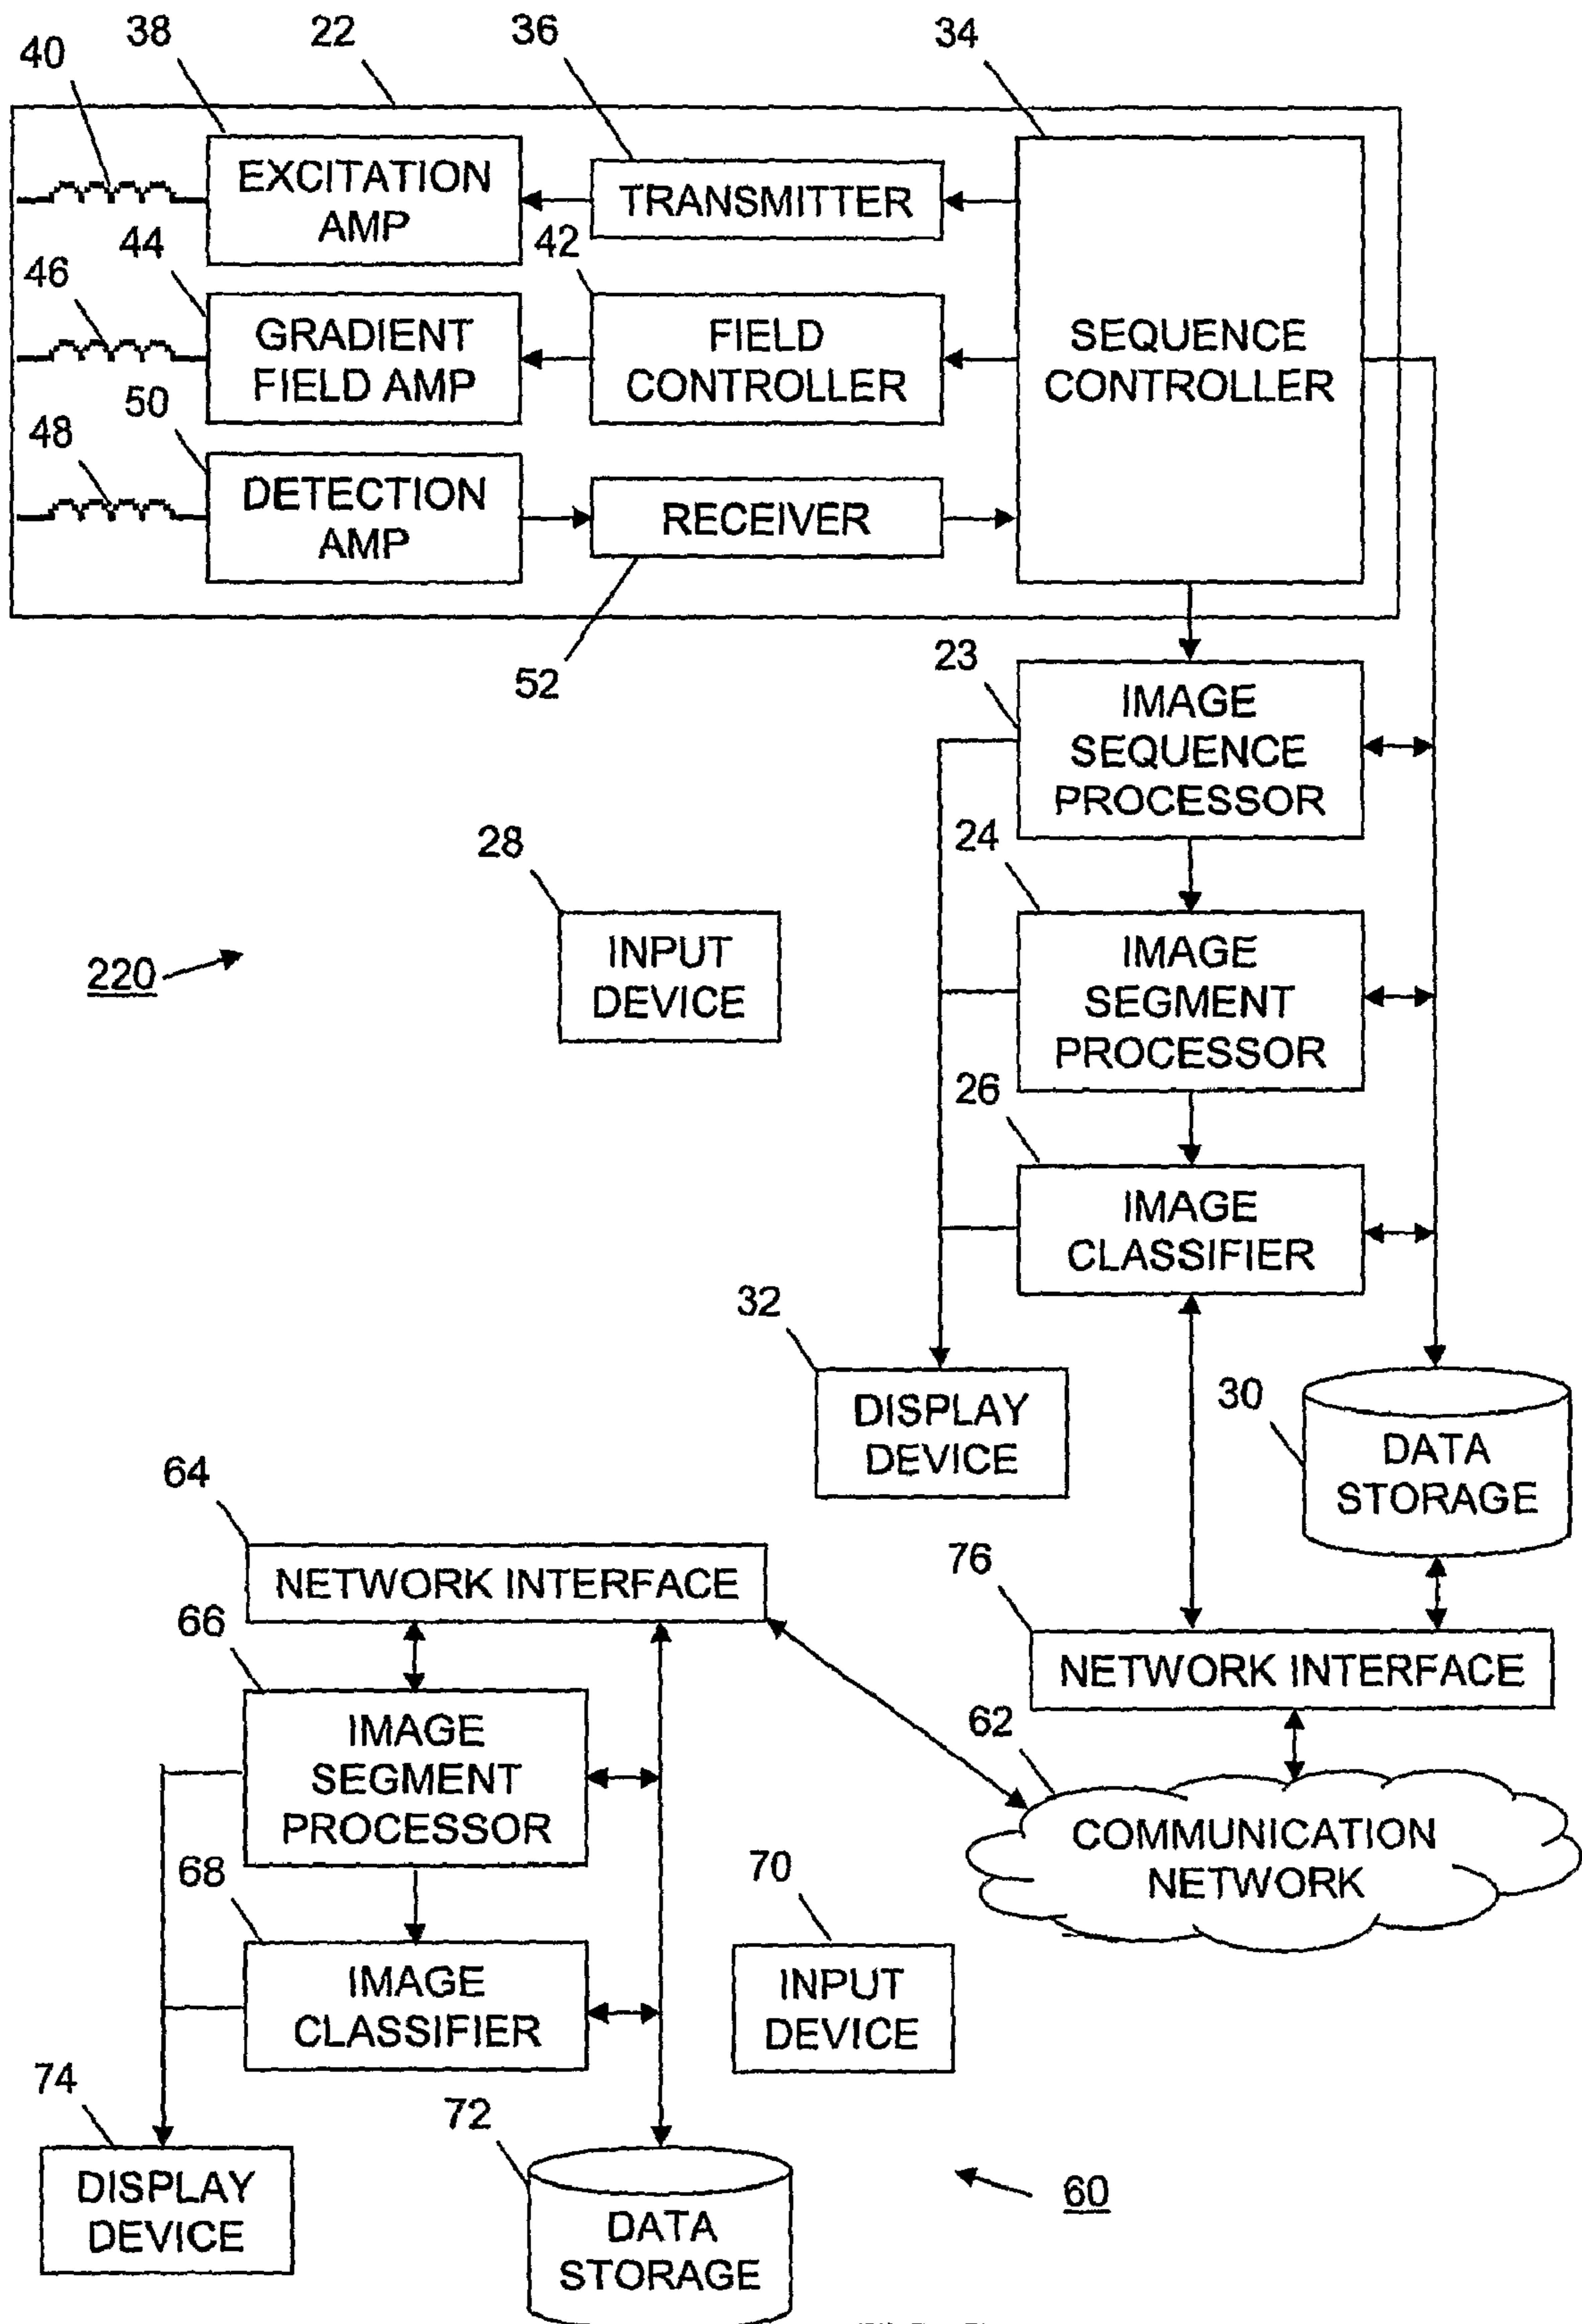 38
22
36
34
40
EXCITATION
AMP
TRANSMITTER
44
42
46
GRADIENT
FIELD AMP
FIELD
CONTROLLER
SEQUENCE
CONTROLLER
50
48
DETECTION
AMP
RECEIVER
52
23
IMAGE
SEQUENCE
PROCESSOR
28
24
INPUT
DEVICE
IMAGE
SEGMENT
PROCESSOR
220
26
IMAGE
CLASSIFIER
32
30
DISPLAY
DEVICE
DATA
STORAGE
64
NETWORK INTERFACE
76
66
NETWORK INTERFACE
62
IMAGE
SEGMENT
PROCESSOR
COMMUNICATION
NETWORK
68
70
IMAGE
CLASSIFIER
INPUT
DEVICE
74
72
DISPLAY
DEVICE
DATA
STORAGE
60